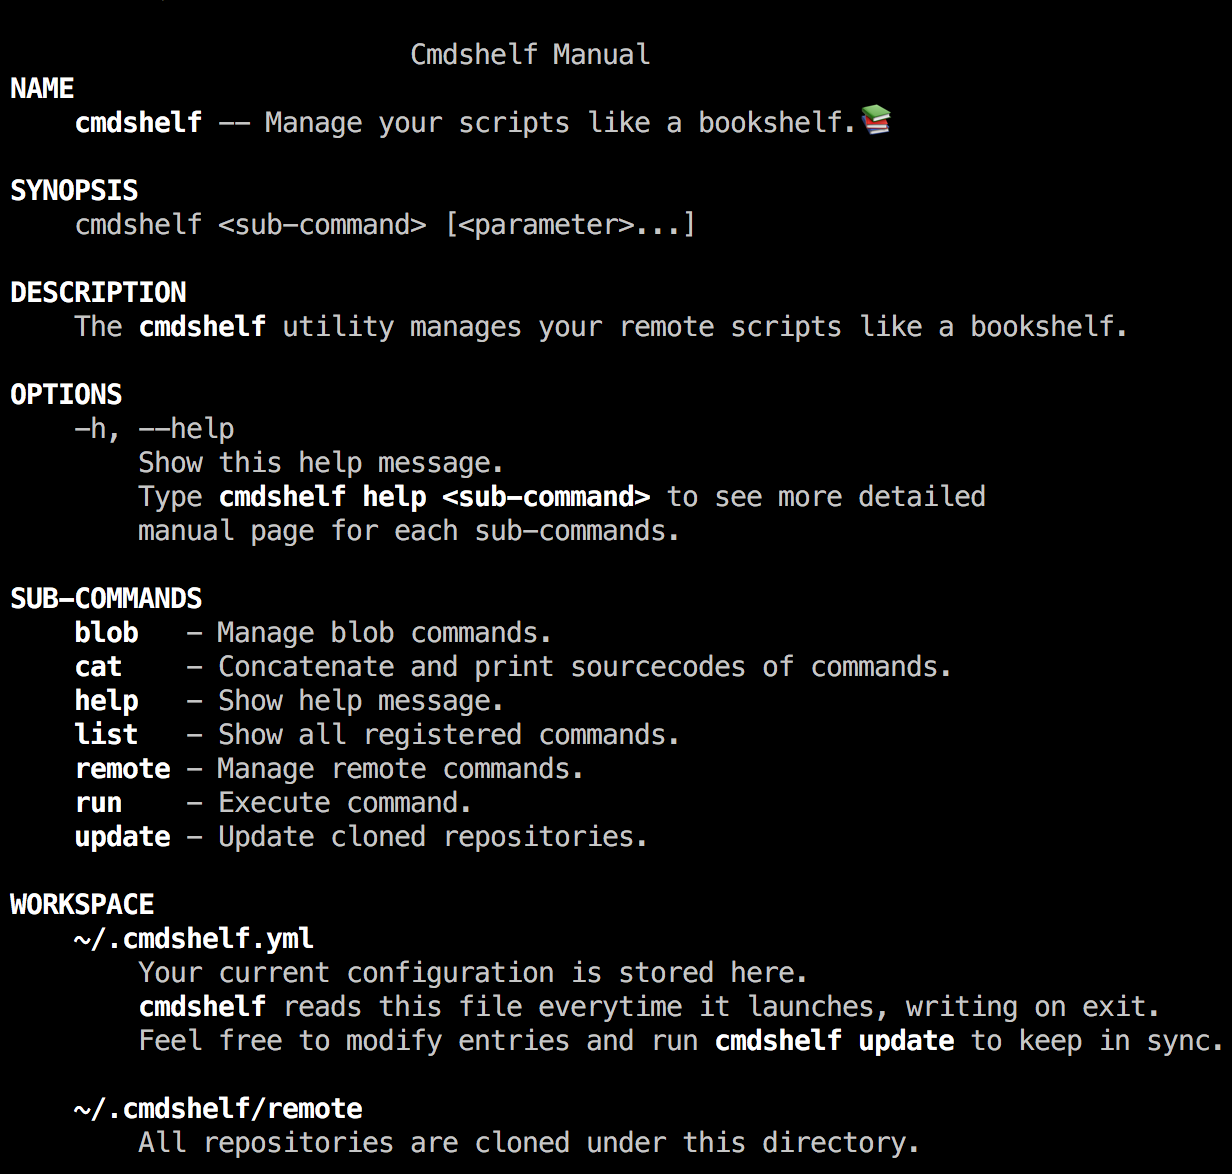 Cmdshelf Manual
NAME
cmdshelf -- Manage your scripts like a bookshelf.📚
SYNOPSIS
cmdshelf <sub-command> [<parameter>...]
DESCRIPTION
The cmdshelf utility manages your remote scripts like a bookshelf.
OPTIONS
-h, --help
Show this help message.
Type cmdshelf help <sub-command> to see more detailed
manual page for each sub-commands.
SUB-COMMANDS
blob   - Manage blob commands.
cat    - Concatenate and print sourcecodes of commands.
help   - Show help message.
list   - Show all registered commands.
remote - Manage remote commands.
run    - Execute command.
update - Update cloned repositories.
WORKSPACE
~/.cmdshelf.yml
Your current configuration is stored here.
cmdshelf reads this file everytime it launches, writing on exit.
Feel free to modify entries and run cmdshelf update to keep in sync.
~/.cmdshelf/remote
All repositories are cloned under this directory.